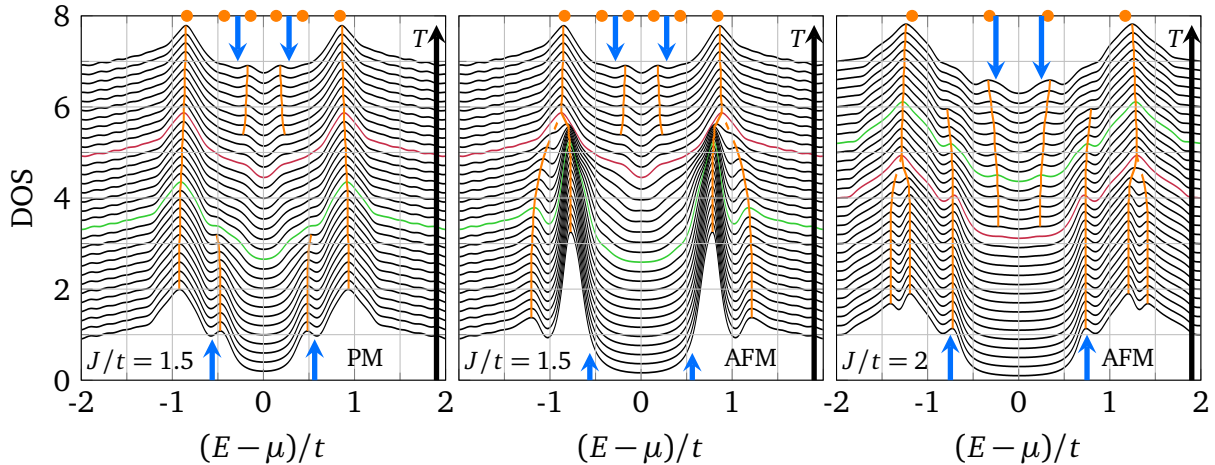 8
6
4
2
0
DOS
T
T
T
J/t = 1.5 PM
J/t = 1.5 AFM
J/t = 2 AFM
-2 -1 0 1 2
-1 0 1
-2 -1 0 1 2
(E − μ)/t
(E − μ)/t
(E − μ)/t